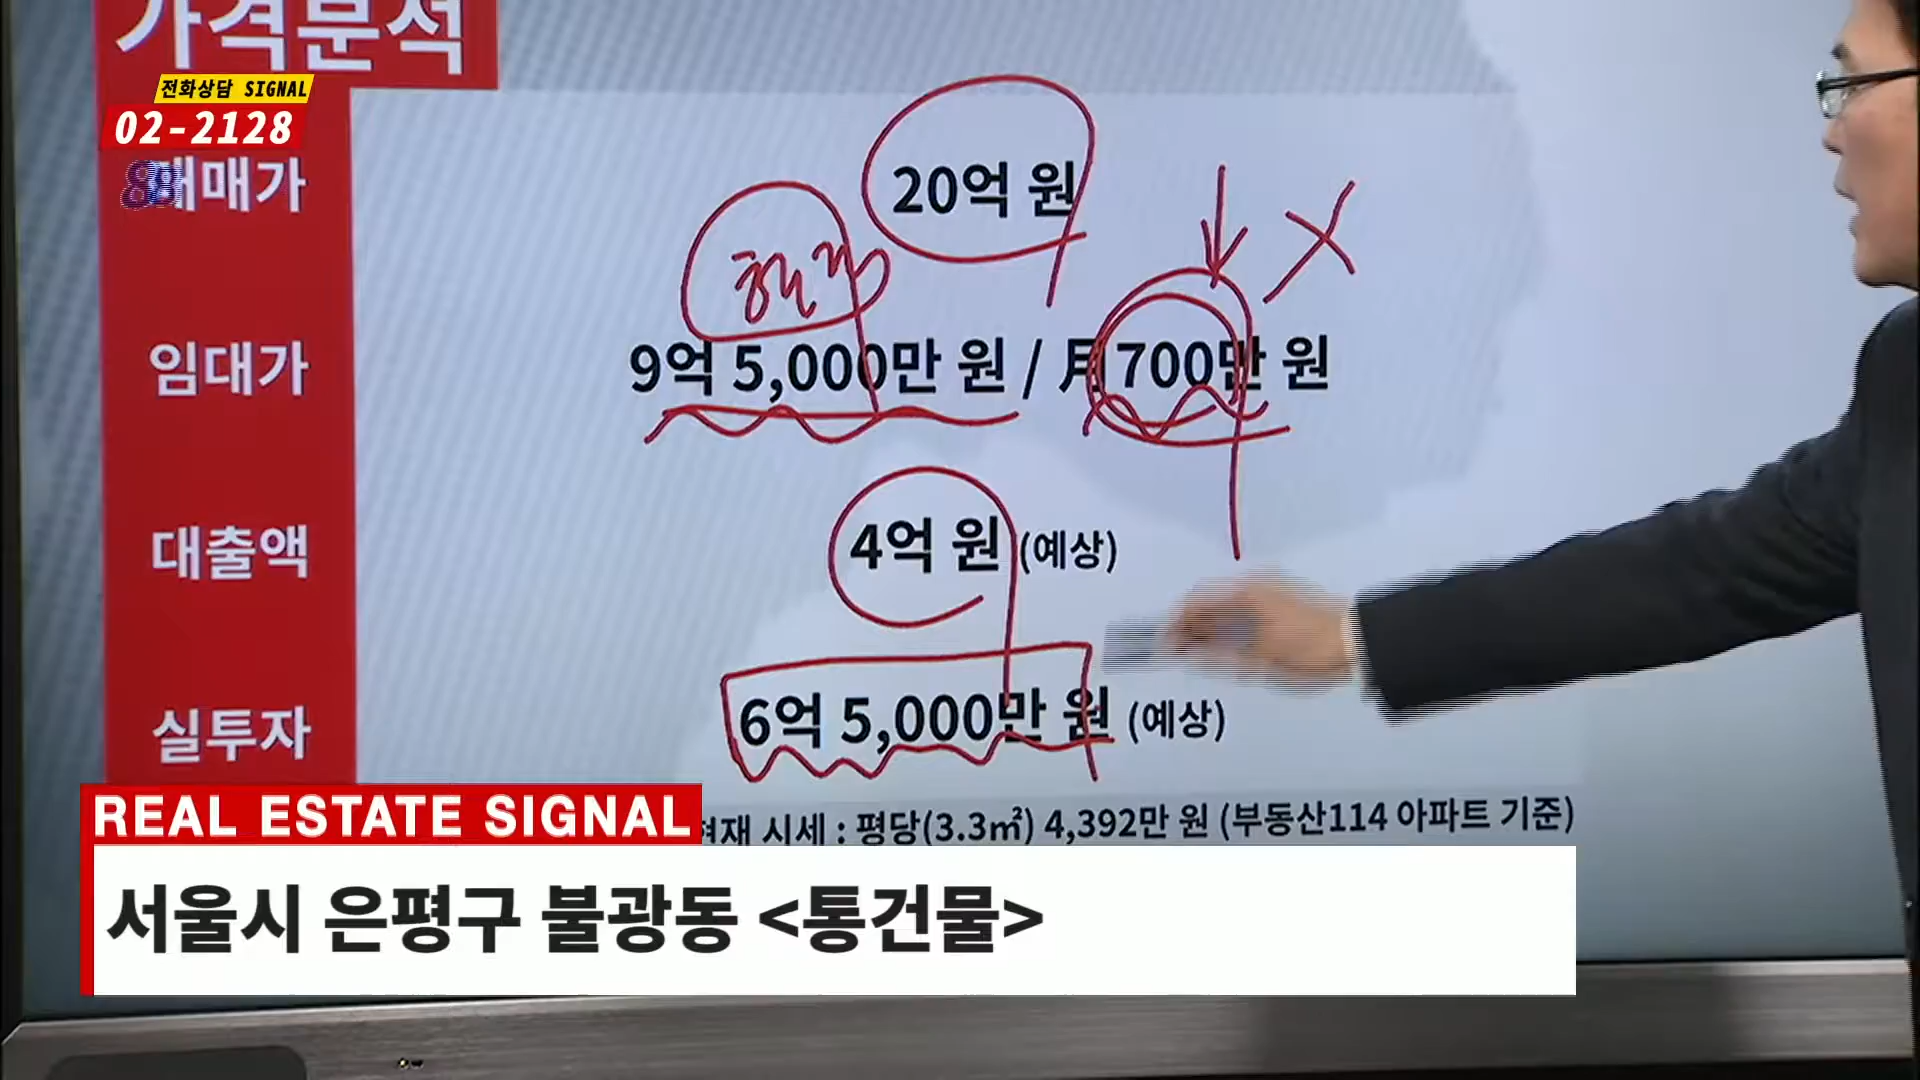 가격분석
전화상담 SIGNAL
02-2128
매매가
20억 원
임대가
9억 5,000만 원 / 月 700만 원
대출액
4억 원 (예상)
실투자
6억 5,000만 원 (예상)
REAL ESTATE SIGNAL
현재 시세 : 평당(3.3㎡) 4,392만 원 (부동산114 아파트 기준)
서울시 은평구 불광동 <통건물>